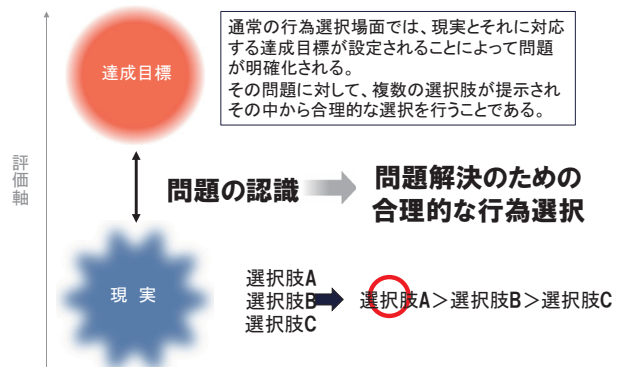 達成目標
通常の行為選択場面では、現実とそれに対応
する達成目標が設定されることによって問題
が明確化される。
その問題に対して、複数の選択肢が提示され
その中から合理的な選択を行うことである。
評価軸
問題の認識
問題解決のための
合理的な行為選択
現 実
選択肢A
選択肢B
選択肢C
選択肢A>選択肢B>選択肢C